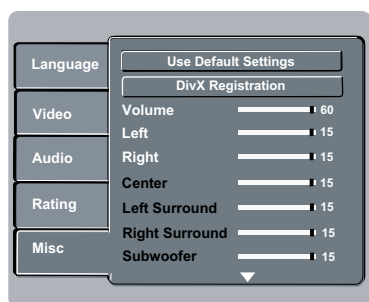 Language
Video
Audio
Rating
Misc
Use Default Settings
DivX Registration
Volume 60
Left 15
Right 15
Center 15
Left Surround 15
Right Surround 15
Subwoofer 15